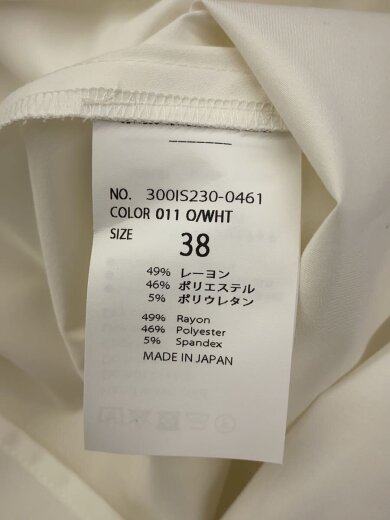 NO. 300IS230-0461
COLOR 011 O/WHT
SIZE 38
49% レーヨン
46% ポリエステル
5% ポリウレタン
49% Rayon
46% Polyester
5% Spandex
MADE IN JAPAN